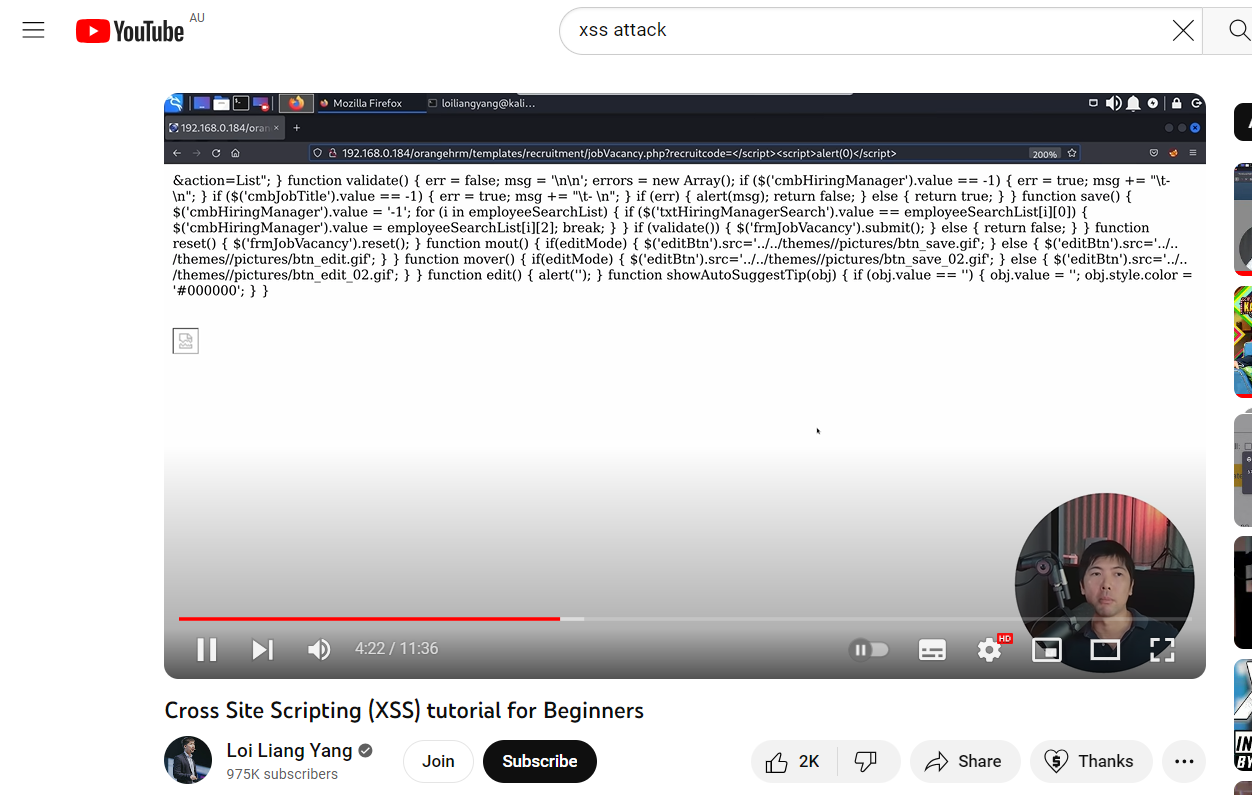 YouTube AU
xss attack
Mozilla Firefox
loiliangyang@kali...
192.168.0.184/oran
192.168.0.184/orangehrm/templates/recruitment/jobVacancy.php?recruitcode=</script><script>alert(0)</script>
200%
&action=List"; } function validate() { err = false; msg = '\n\n'; errors = new Array(); if ($('cmbHiringManager').value == -1) { err = true; msg += "\t-
\n"; } if ($('cmbJobTitle').value == -1) { err = true; msg += "\t- \n"; } if (err) { alert(msg); return false; } else { return true; } } function save() {
$('cmbHiringManager').value = '-1'; for (i in employeeSearchList) { if ($('txtHiringManagerSearch').value == employeeSearchList[i][0]) {
$('cmbHiringManager').value = employeeSearchList[i][2]; break; } } if (validate()) { $('frmJobVacancy').submit(); } else { return false; } } function
reset() { $('frmJobVacancy').reset(); } function mout() { if(editMode) { $('editBtn').src='../../themes//pictures/btn_save.gif'; } else { $('editBtn').src='../..
/themes//pictures/btn_edit.gif'; } } function mover() { if(editMode) { $('editBtn').src='../../themes//pictures/btn_save_02.gif'; } else { $('editBtn').src='../..
/themes//pictures/btn_edit_02.gif'; } } function edit() { alert(''); } function showAutoSuggestTip(obj) { if (obj.value == '') { obj.value = ''; obj.style.color =
'#000000'; } }
4:22 / 11:36
HD
Cross Site Scripting (XSS) tutorial for Beginners
Loi Liang Yang
975K subscribers
Join
Subscribe
2K
Share
Thanks